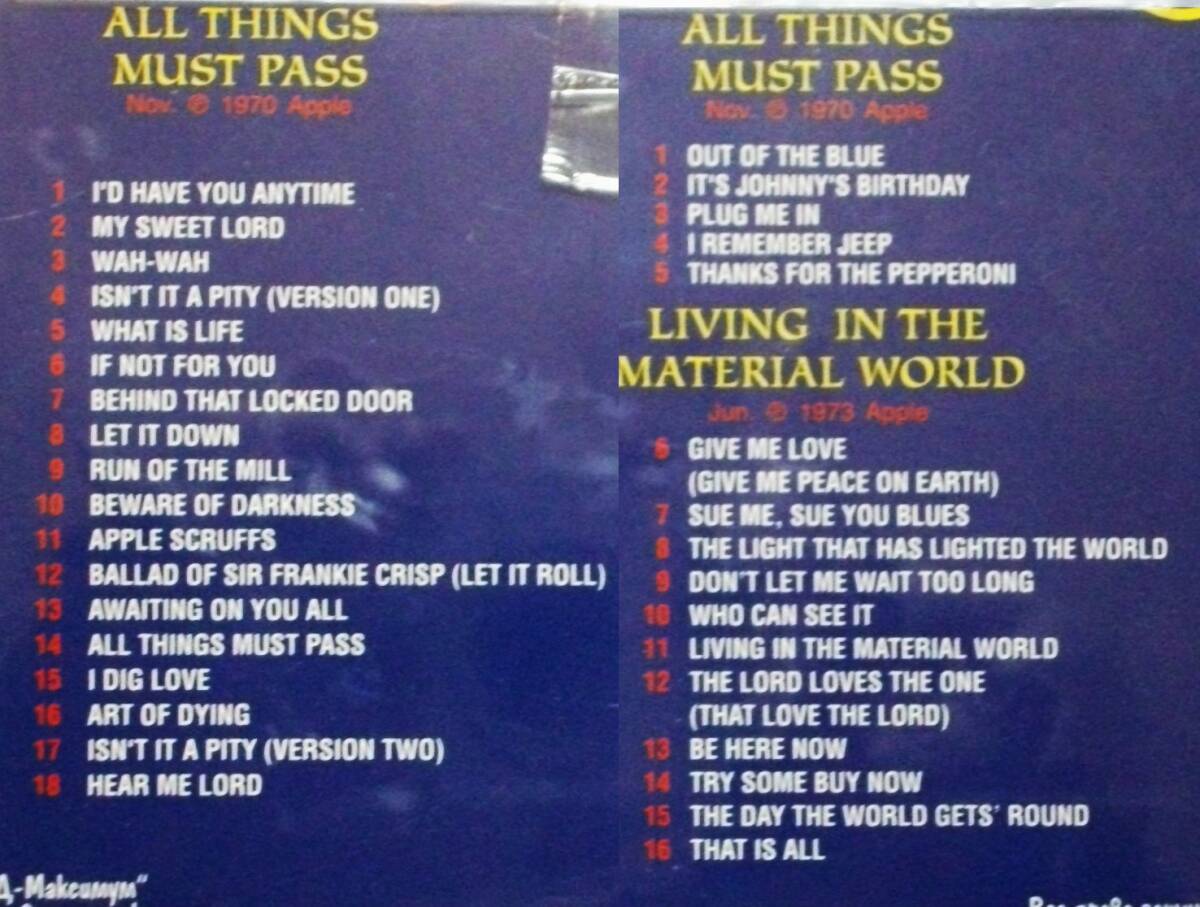 ALL THINGS
MUST PASS
Nov. ℗ 1970 Apple
1 I'D HAVE YOU ANYTIME
2 MY SWEET LORD
3 WAH-WAH
4 ISN'T IT A PITY (VERSION ONE)
5 WHAT IS LIFE
6 IF NOT FOR YOU
7 BEHIND THAT LOCKED DOOR
8 LET IT DOWN
9 RUN OF THE MILL
10 BEWARE OF DARKNESS
11 APPLE SCRUFFS
12 BALLAD OF SIR FRANKIE CRISP (LET IT ROLL)
13 AWAITING ON YOU ALL
14 ALL THINGS MUST PASS
15 I DIG LOVE
16 ART OF DYING
17 ISN'T IT A PITY (VERSION TWO)
18 HEAR ME LORD
Д-Максимум"
ALL THINGS
MUST PASS
Nov. ℗ 1970 Apple
1 OUT OF THE BLUE
2 IT'S JOHNNY'S BIRTHDAY
3 PLUG ME IN
4 I REMEMBER JEEP
5 THANKS FOR THE PEPPERONI
LIVING IN THE
MATERIAL WORLD
Jun. ℗ 1973 Apple
6 GIVE ME LOVE
(GIVE ME PEACE ON EARTH)
7 SUE ME, SUE YOU BLUES
8 THE LIGHT THAT HAS LIGHTED THE WORLD
9 DON'T LET ME WAIT TOO LONG
10 WHO CAN SEE IT
11 LIVING IN THE MATERIAL WORLD
12 THE LORD LOVES THE ONE
(THAT LOVE THE LORD)
13 BE HERE NOW
14 TRY SOME BUY NOW
15 THE DAY THE WORLD GETS' ROUND
16 THAT IS ALL